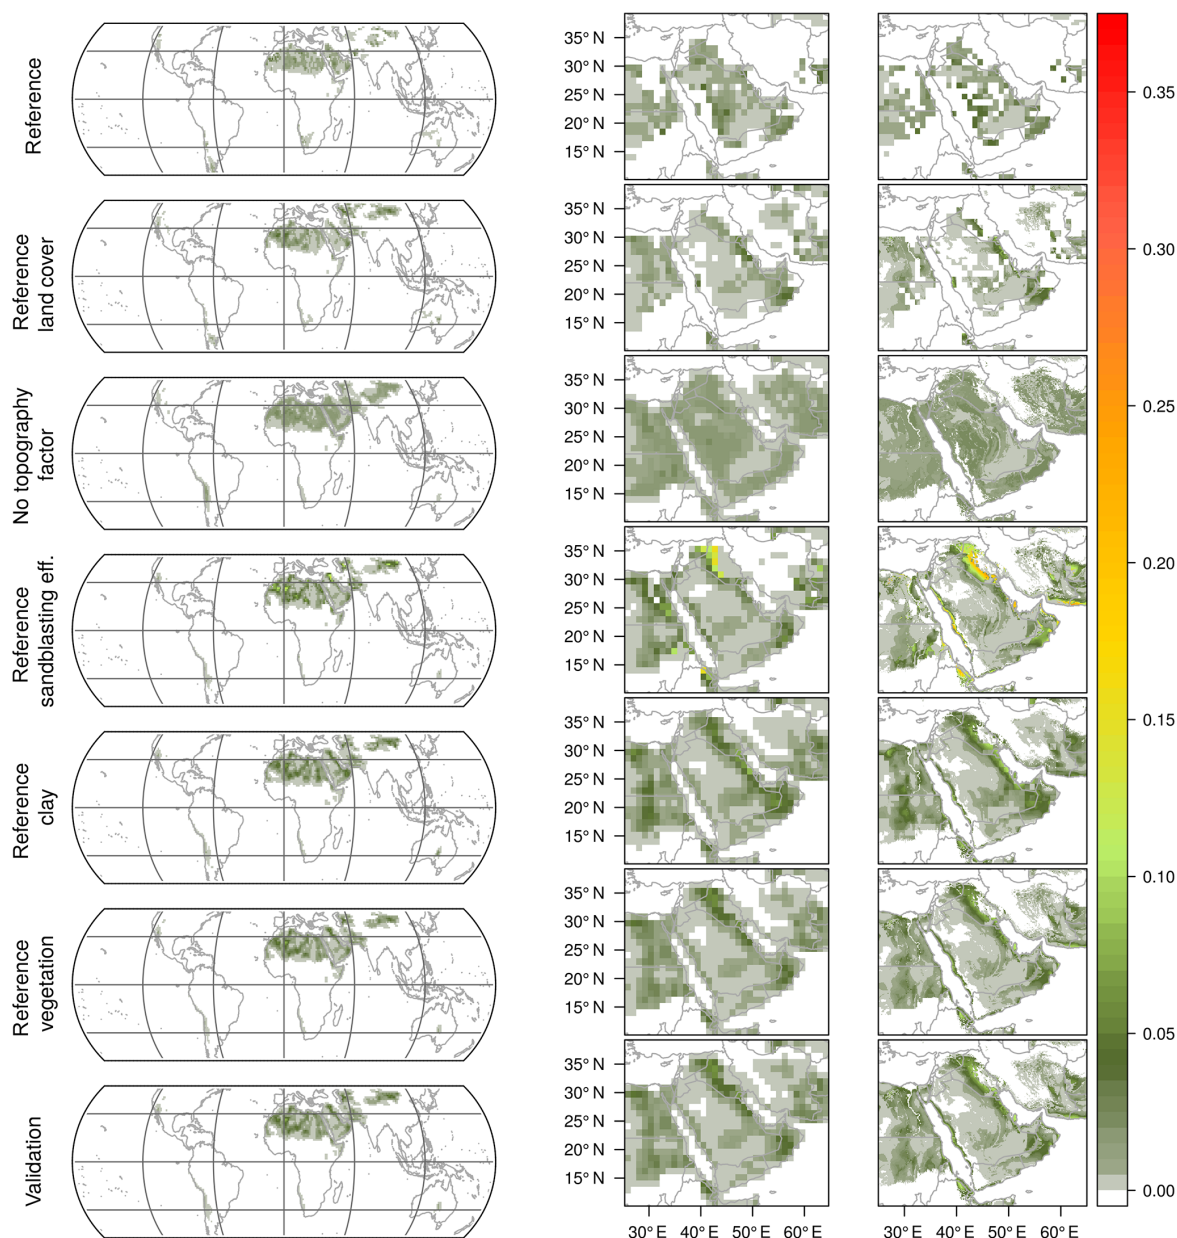 Reference
35° N
30° N
25° N
20° N
15° N
Reference
land cover
35° N
30° N
25° N
20° N
15° N
No topography
factor
35° N
30° N
25° N
20° N
15° N
Reference
sandblasting eff.
35° N
30° N
25° N
20° N
15° N
Reference
clay
35° N
30° N
25° N
20° N
15° N
Reference
vegetation
35° N
30° N
25° N
20° N
15° N
Validation
35° N
30° N
25° N
20° N
15° N
30° E
40° E
50° E
60° E
30° E
40° E
50° E
60° E
0.35
0.30
0.25
0.20
0.15
0.10
0.05
0.00